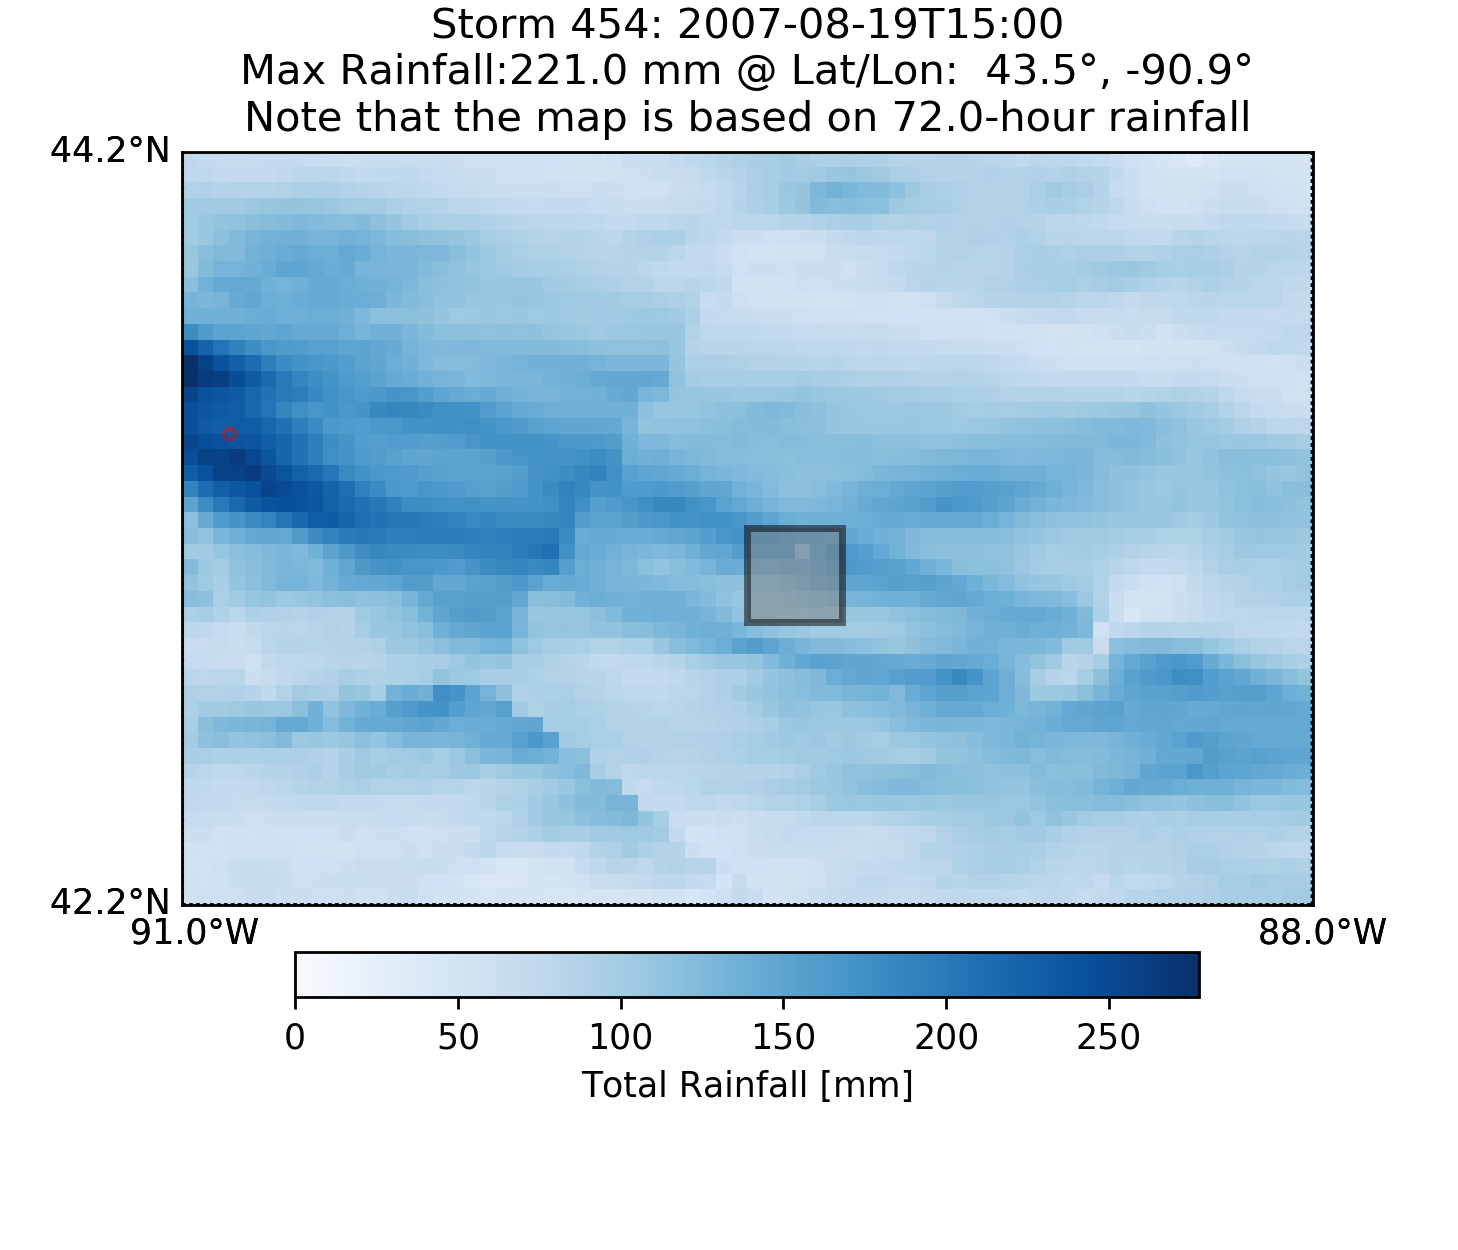 Storm 454: 2007-08-19T15:00
Max Rainfall:221.0 mm @ Lat/Lon:  43.5°, -90.9°
Note that the map is based on 72.0-hour rainfall
44.2°N
42.2°N
91.0°W 88.0°W
0 50 100 150 200 250
Total Rainfall [mm]